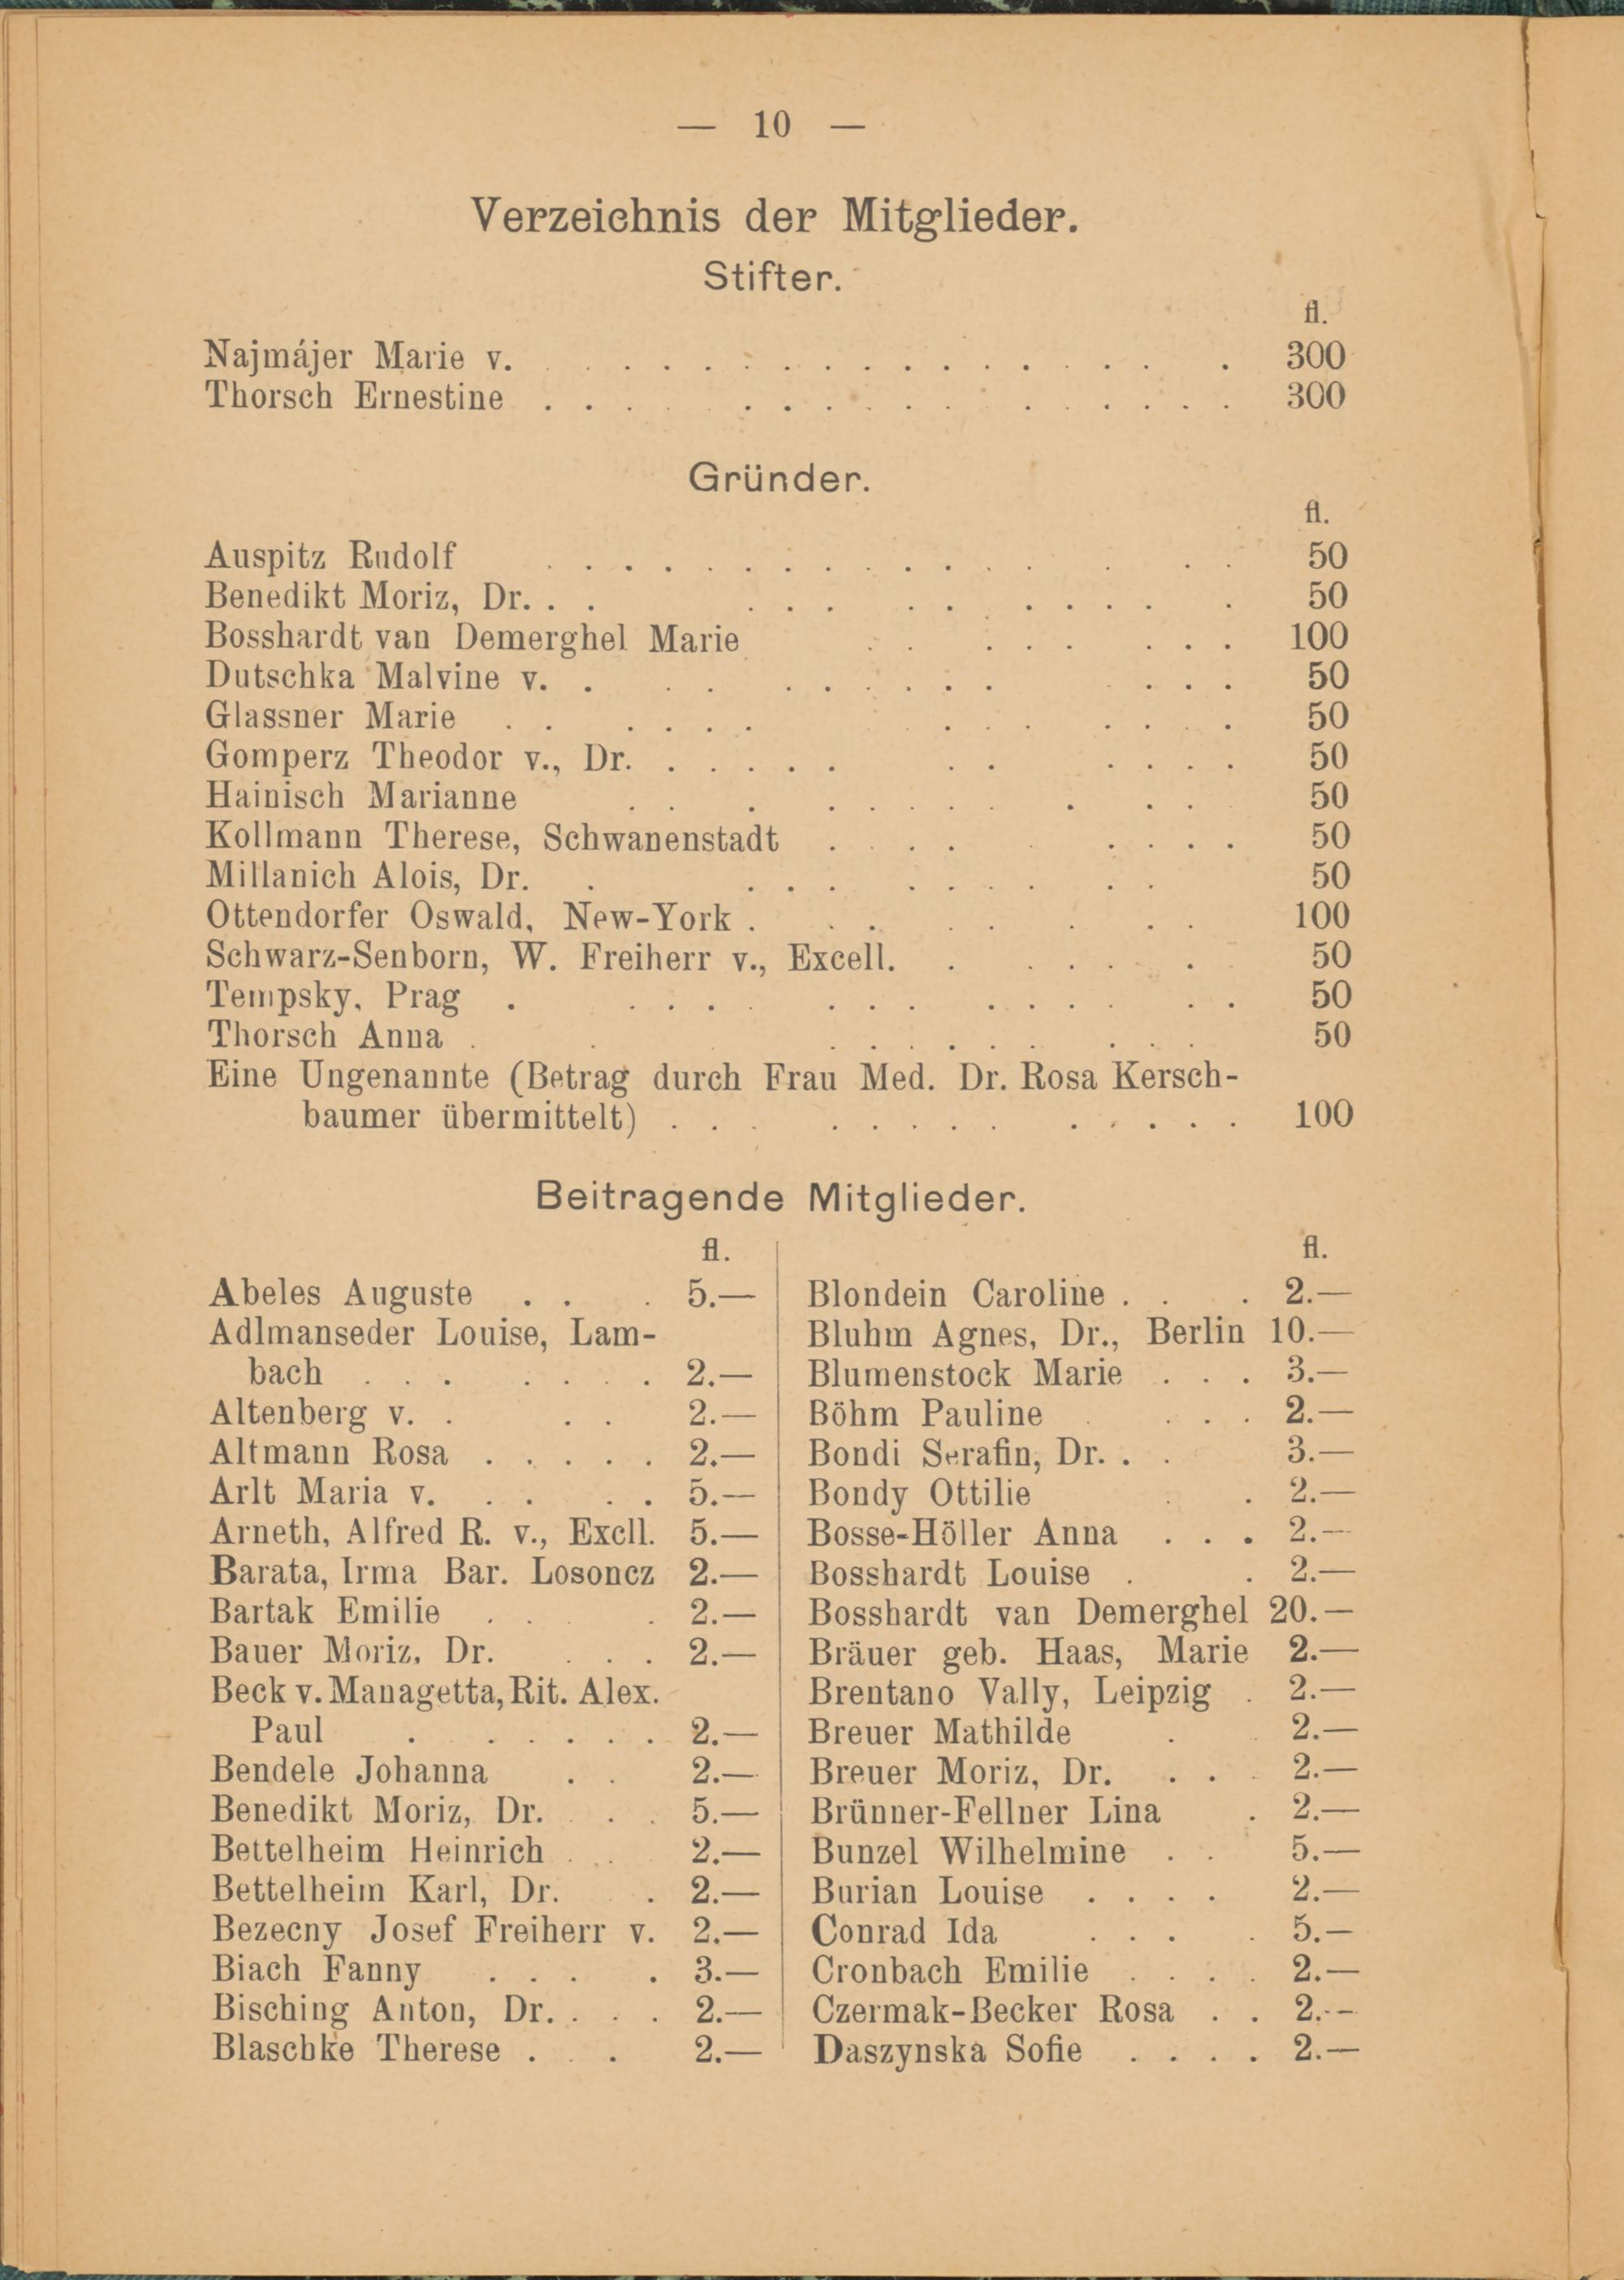 — 10 —
Verzeichnis der Mitglieder.
Stifter.
fl.
Najmájer Marie v. . . . . . . . . . . . . . . . 300
Thorsch Ernestine . . . . . . . . . . . . . . . 300
Gründer.
fl.
Auspitz Rudolf . . . . . . . . . . . . . . . . 50
Benedikt Moriz, Dr. . . . . . . . . . . . . . 50
Bosshardt van Demerghel Marie . . . . . . . . 100
Dutschka Malvine v. . . . . . . . . . . . . . 50
Glassner Marie . . . . . . . . . . . . . 50
Gomperz Theodor v., Dr. . . . . . . . . . . . 50
Hainisch Marianne . . . . . . . . . . . 50
Kollmann Therese, Schwanenstadt . . . . . . . . 50
Millanich Alois, Dr. . . . . . . . . . . 50
Ottendorfer Oswald, New-York . . . . . . . . 100
Schwarz-Senborn, W. Freiherr v., Excell. . . . . . 50
Tempsky, Prag . . . . . . . . . . . . . . 50
Thorsch Anna . . . . . . . . . . . 50
Eine Ungenannte (Betrag durch Frau Med. Dr. Rosa Kersch-
baumer übermittelt) . . . . . . . . . . . . . 100
Beitragende Mitglieder.
fl.
Abeles Auguste . . . 5.—
Adlmanseder Louise, Lam-
bach . . . . . . . 2.—
Altenberg v. . . . 2.—
Altmann Rosa . . . . . 2.—
Arlt Maria v. . . . . 5.—
Arneth, Alfred R. v., Excll. 5.—
Barata, Irma Bar. Losoncz 2.—
Bartak Emilie . . . 2.—
Bauer Moriz, Dr. . . . 2.—
Beck v. Managetta, Rit. Alex.
Paul . . . . . . 2.—
Bendele Johanna . . 2.—
Benedikt Moriz, Dr. . . 5.—
Bettelheim Heinrich . . 2.—
Bettelheim Karl, Dr. . 2.—
Bezecny Josef Freiherr v. 2.—
Biach Fanny . . . . 3.—
Bisching Anton, Dr. . . . 2.—
Blaschke Therese . . . 2.—
fl.
Blondein Caroline . . . 2.—
Bluhm Agnes, Dr., Berlin 10.—
Blumenstock Marie . . . 3.—
Böhm Pauline . . . 2.—
Bondi Serafin, Dr. . . 3.—
Bondy Ottilie . 2.—
Bosse-Höller Anna . . . 2.—
Bosshardt Louise . . 2.—
Bosshardt van Demerghel 20.—
Bräuer geb. Haas, Marie 2.—
Brentano Vally, Leipzig . 2.—
Breuer Mathilde . 2.—
Breuer Moriz, Dr. . . . 2.—
Brünner-Fellner Lina . 2.—
Bunzel Wilhelmine . . 5.—
Burian Louise . . . . 2.—
Conrad Ida . . . . 5.—
Cronbach Emilie . . . . 2.—
Czermak-Becker Rosa . . 2.—
Daszynska Sofie . . . . 2.—